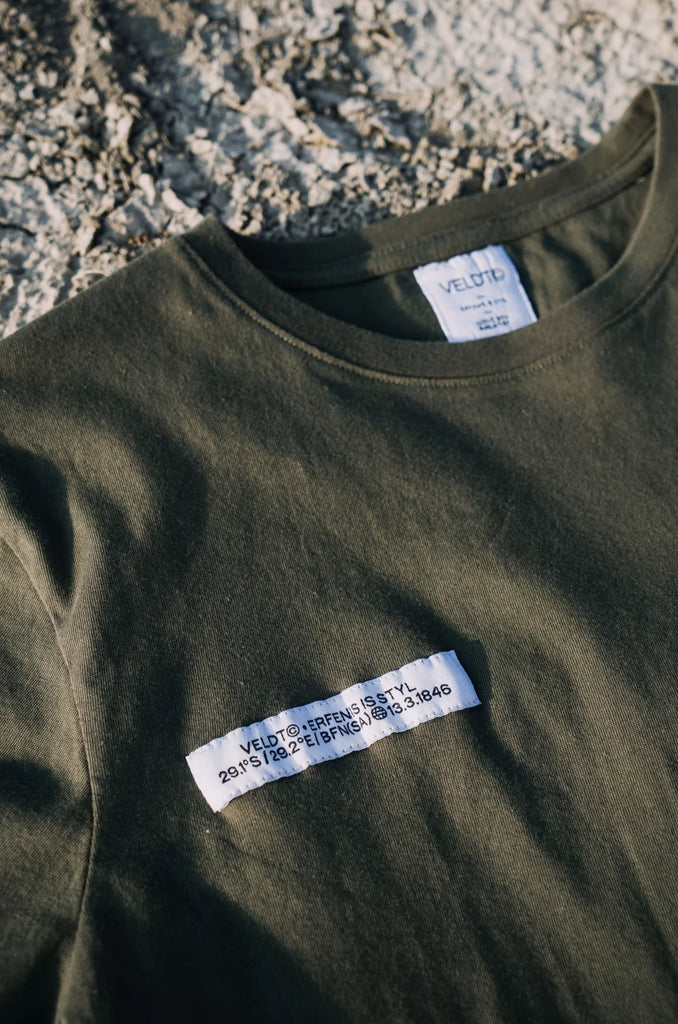 VELDT©
VELDT© • ERFENIS IS STYL
29.1°S / 29.2°E / BFN(SA) 13.3.1846